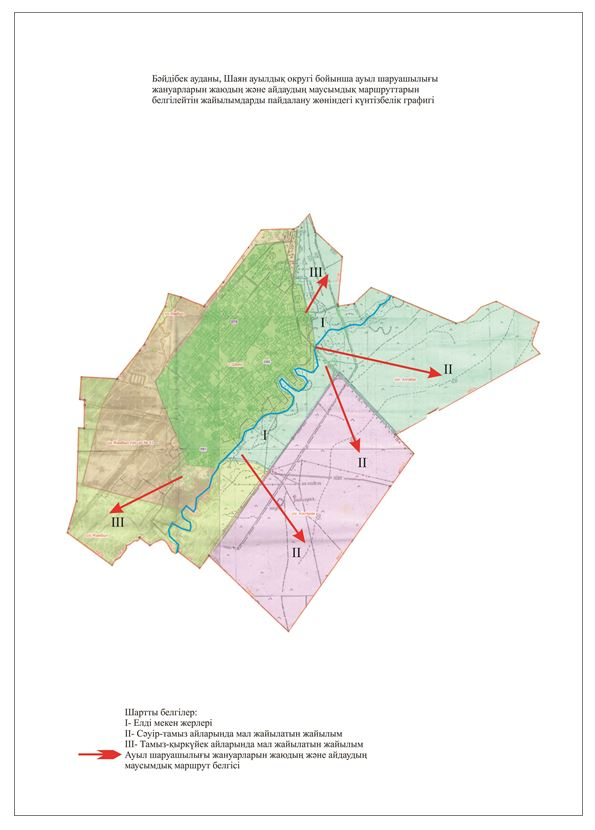 Бәйдібек ауданы, Шаян ауылдық округі бойынша ауыл шаруашылығы
жануарларын жаюдың және айдаудың маусымдық маршруттарын
белгілейтін жайылымдарды пайдалану жөніндегі күнтізбелік графигі
III
I
II
II
I
III
II
Шартты белгілер:
I- Елді мекен жерлері
II- Сәуір-тамыз айларында мал жайылатын жайылым
III- Тамыз-қыркүйек айларында мал жайылатын жайылым
Ауыл шаруашылығы жануарларын жаюдың және айдаудың
маусымдық маршрут белгісі